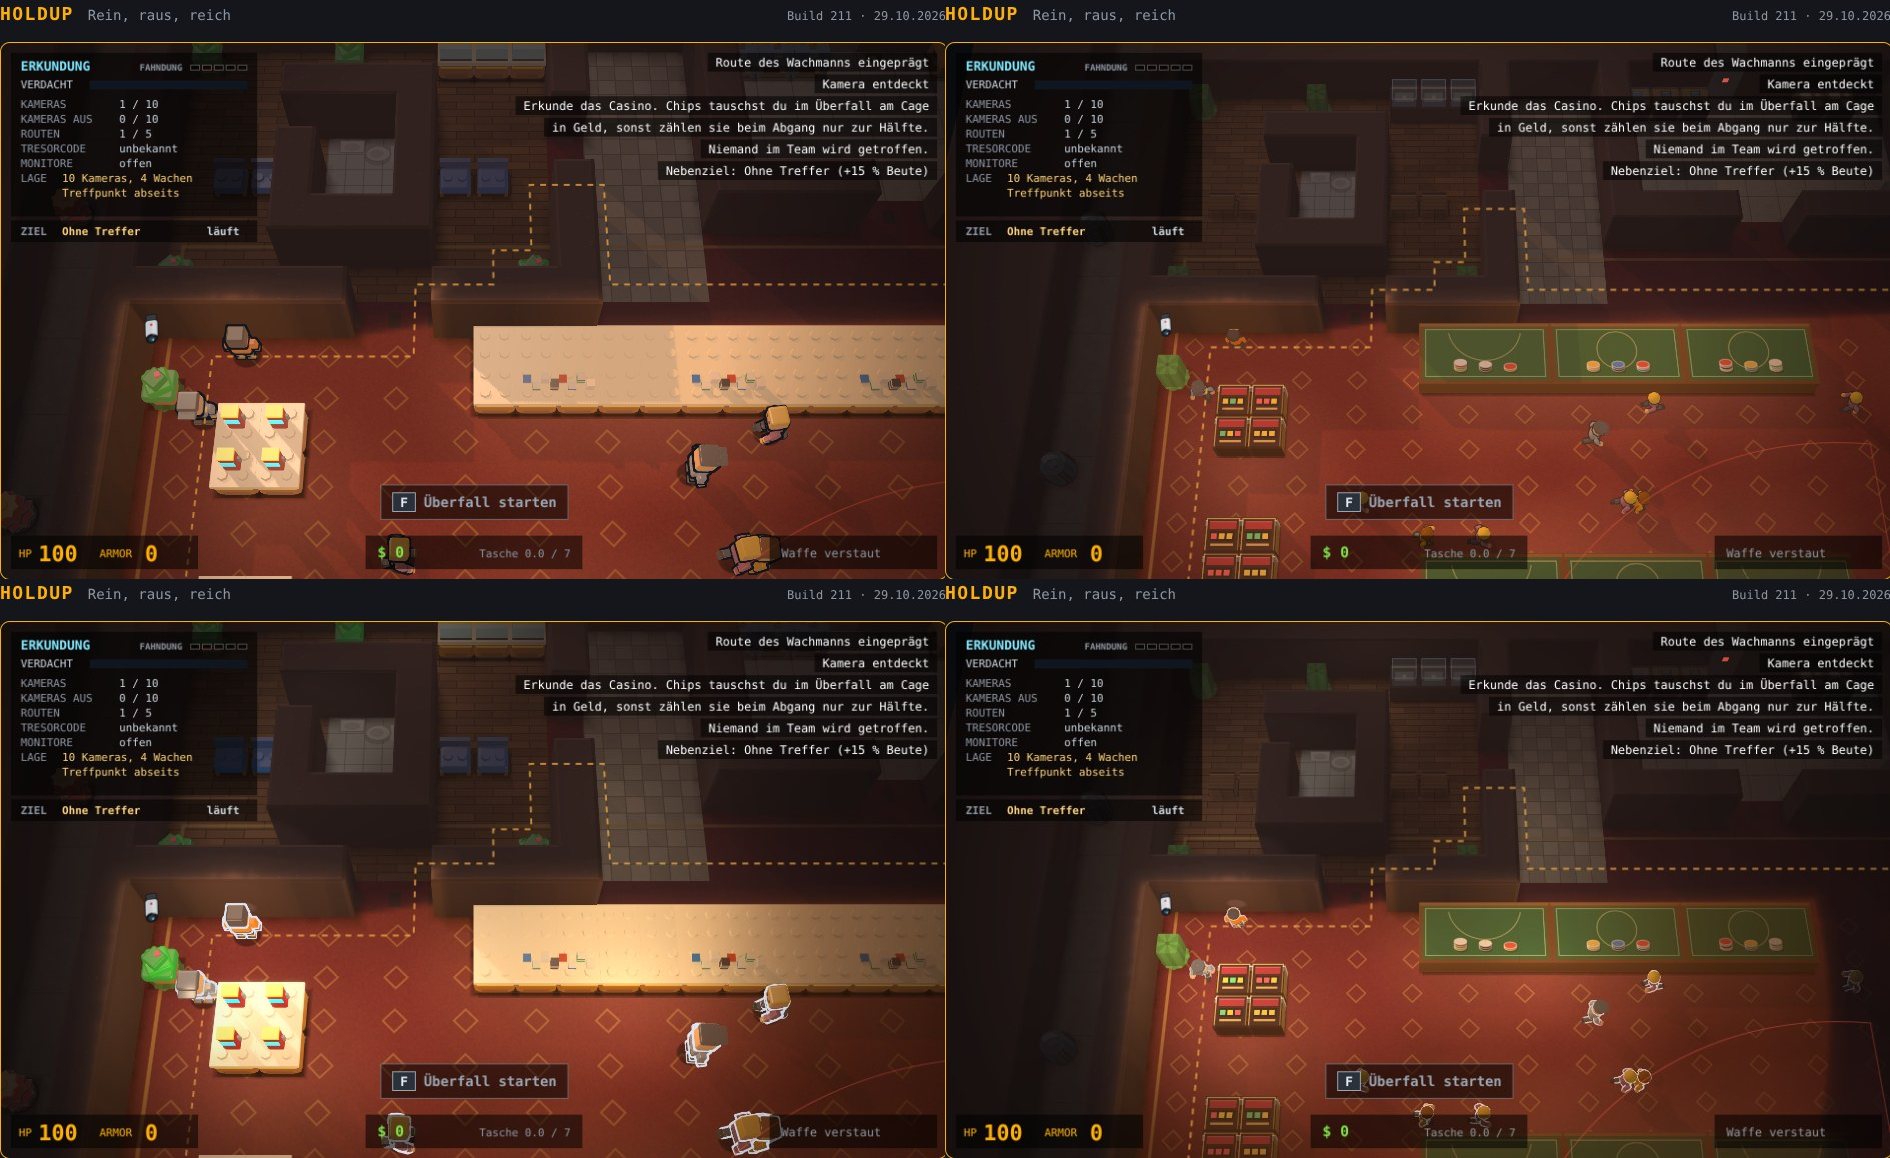 HOLDUP Rein, raus, reich Build 211 · 29.10.2026
ERKUNDUNG FAHNDUNG
VERDACHT
KAMERAS 1 / 10
KAMERAS AUS 0 / 10
ROUTEN 1 / 5
TRESORCODE unbekannt
MONITORE offen
LAGE 10 Kameras, 4 Wachen
Treffpunkt abseits
ZIEL Ohne Treffer läuft
Route des Wachmanns eingeprägt
Kamera entdeckt
Erkunde das Casino. Chips tauschst du im Überfall am Cage
in Geld, sonst zählen sie beim Abgang nur zur Hälfte.
Niemand im Team wird getroffen.
Nebenziel: Ohne Treffer (+15 % Beute)
F Überfall starten
HP 100 ARMOR 0 $ 0 Tasche 0.0 / 7 Waffe verstaut
HOLDUP Rein, raus, reich Build 211 · 29.10.2026
ERKUNDUNG FAHNDUNG
VERDACHT
KAMERAS 1 / 10
KAMERAS AUS 0 / 10
ROUTEN 1 / 5
TRESORCODE unbekannt
MONITORE offen
LAGE 10 Kameras, 4 Wachen
Treffpunkt abseits
ZIEL Ohne Treffer läuft
Route des Wachmanns eingeprägt
Kamera entdeckt
Erkunde das Casino. Chips tauschst du im Überfall am Cage
in Geld, sonst zählen sie beim Abgang nur zur Hälfte.
Niemand im Team wird getroffen.
Nebenziel: Ohne Treffer (+15 % Beute)
F Überfall starten
HP 100 ARMOR 0 $ 0 Tasche 0.0 / 7 Waffe verstaut
HOLDUP Rein, raus, reich Build 211 · 29.10.2026
ERKUNDUNG FAHNDUNG
VERDACHT
KAMERAS 1 / 10
KAMERAS AUS 0 / 10
ROUTEN 1 / 5
TRESORCODE unbekannt
MONITORE offen
LAGE 10 Kameras, 4 Wachen
Treffpunkt abseits
ZIEL Ohne Treffer läuft
Route des Wachmanns eingeprägt
Kamera entdeckt
Erkunde das Casino. Chips tauschst du im Überfall am Cage
in Geld, sonst zählen sie beim Abgang nur zur Hälfte.
Niemand im Team wird getroffen.
Nebenziel: Ohne Treffer (+15 % Beute)
F Überfall starten
HP 100 ARMOR 0 $ 0 Tasche 0.0 / 7 Waffe verstaut
HOLDUP Rein, raus, reich Build 211 · 29.10.2026
ERKUNDUNG FAHNDUNG
VERDACHT
KAMERAS 1 / 10
KAMERAS AUS 0 / 10
ROUTEN 1 / 5
TRESORCODE unbekannt
MONITORE offen
LAGE 10 Kameras, 4 Wachen
Treffpunkt abseits
ZIEL Ohne Treffer läuft
Route des Wachmanns eingeprägt
Kamera entdeckt
Erkunde das Casino. Chips tauschst du im Überfall am Cage
in Geld, sonst zählen sie beim Abgang nur zur Hälfte.
Niemand im Team wird getroffen.
Nebenziel: Ohne Treffer (+15 % Beute)
F Überfall starten
HP 100 ARMOR 0 $ 0 Tasche 0.0 / 7 Waffe verstaut